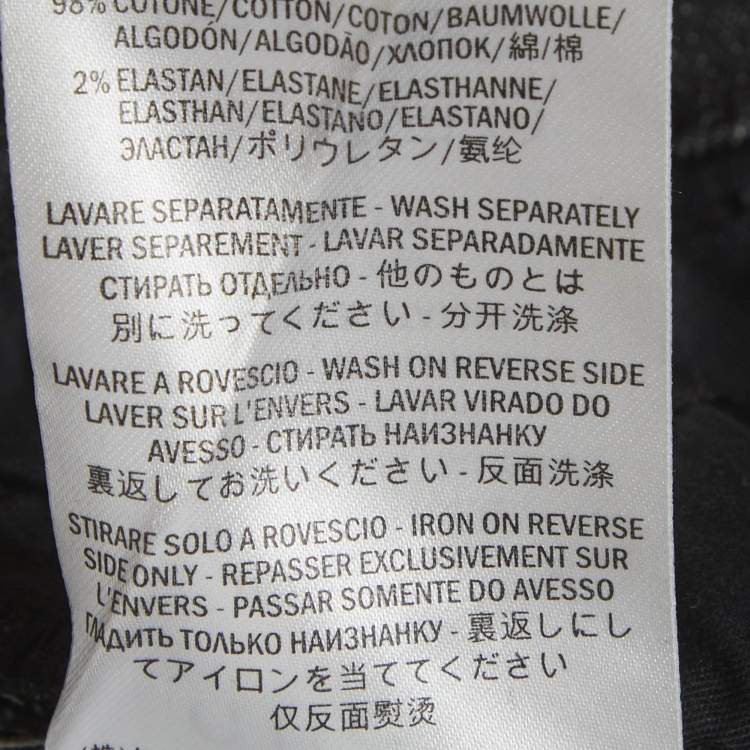 98% COTONE/COTTON/COTON/BAUMWOLLE/
ALGODÓN/ALGODÃO/ХЛОПОК/綿/棉
2% ELASTAN/ELASTANE/ELASTHANNE/
ELASTHAN/ELASTANO/ELASTANO/
ЭЛАСТАН/ポリウレタン/氨纶
LAVARE SEPARATAMENTE - WASH SEPARATELY
LAVER SEPAREMENT - LAVAR SEPARADAMENTE
СТИРАТЬ ОТДЕЛЬНО - 他のものとは
別に洗ってください - 分开洗涤
LAVARE A ROVESCIO - WASH ON REVERSE SIDE
LAVER SUR L'ENVERS - LAVAR VIRADO DO
AVESSO - СТИРАТЬ НАИЗНАНКУ
裏返してお洗いください - 反面洗涤
STIRARE SOLO A ROVESCIO - IRON ON REVERSE
SIDE ONLY - REPASSER EXCLUSIVEMENT SUR
L'ENVERS - PASSAR SOMENTE DO AVESSO
ГЛАДИТЬ ТОЛЬКО НАИЗНАНКУ - 裏返しにし
てアイロンを当ててください
仅反面熨烫